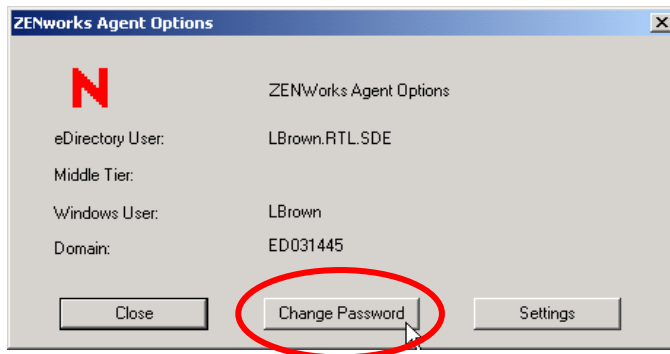 ZENworks Agent Options
N
ZENWorks Agent Options
eDirectory User: LBrown.RTL.SDE
Middle Tier:
Windows User: LBrown
Domain: ED031445
Close Change Password Settings